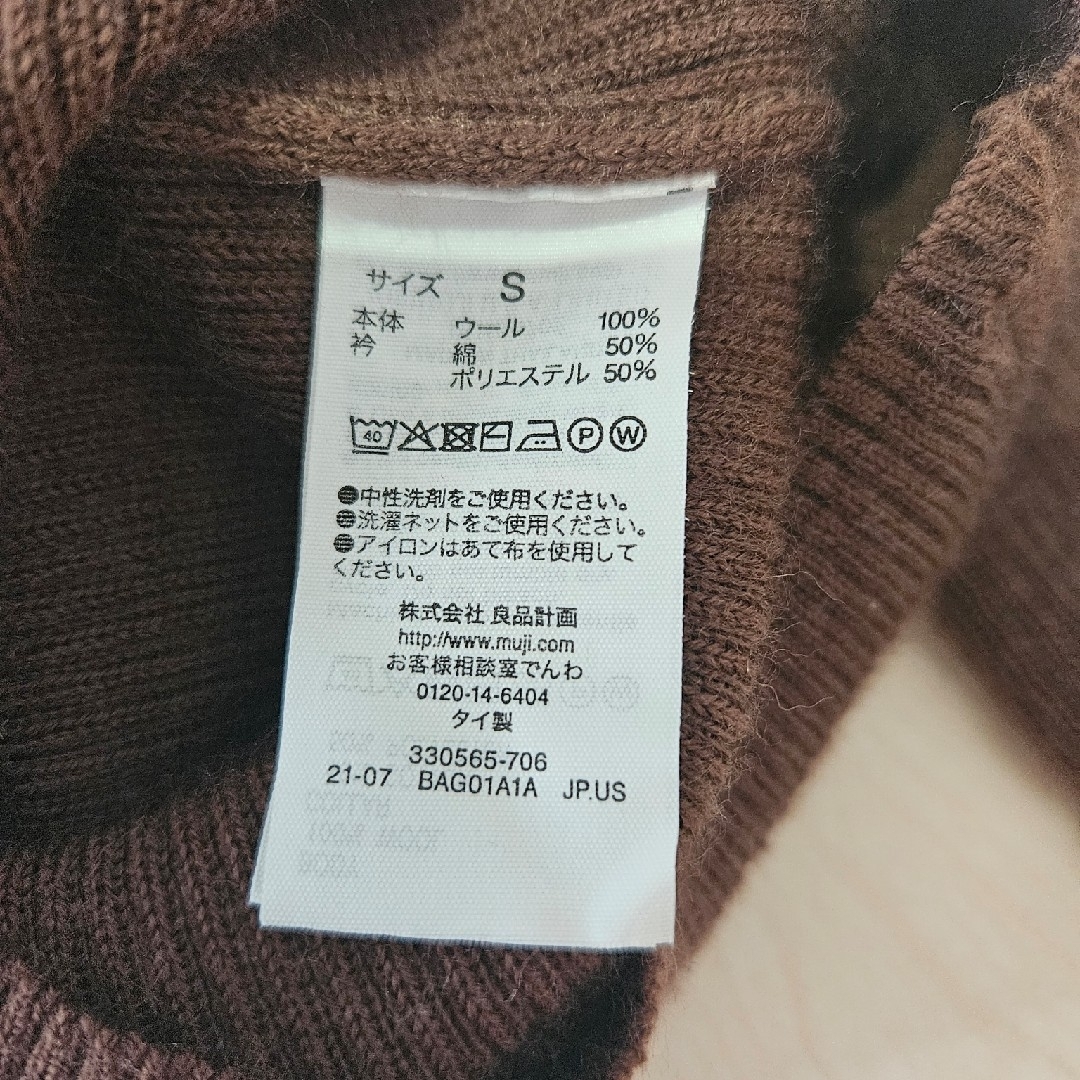 サイズ S
本体 ウール 100%
衿 綿 50%
ポリエステル 50%
40 P W
●中性洗剤をご使用ください。
●洗濯ネットをご使用ください。
●アイロンはあて布を使用して
ください。
株式会社 良品計画
http://www.muji.com
お客様相談室でんわ
0120-14-6404
タイ製
330565-706
21-07 BAG01A1A JP.US